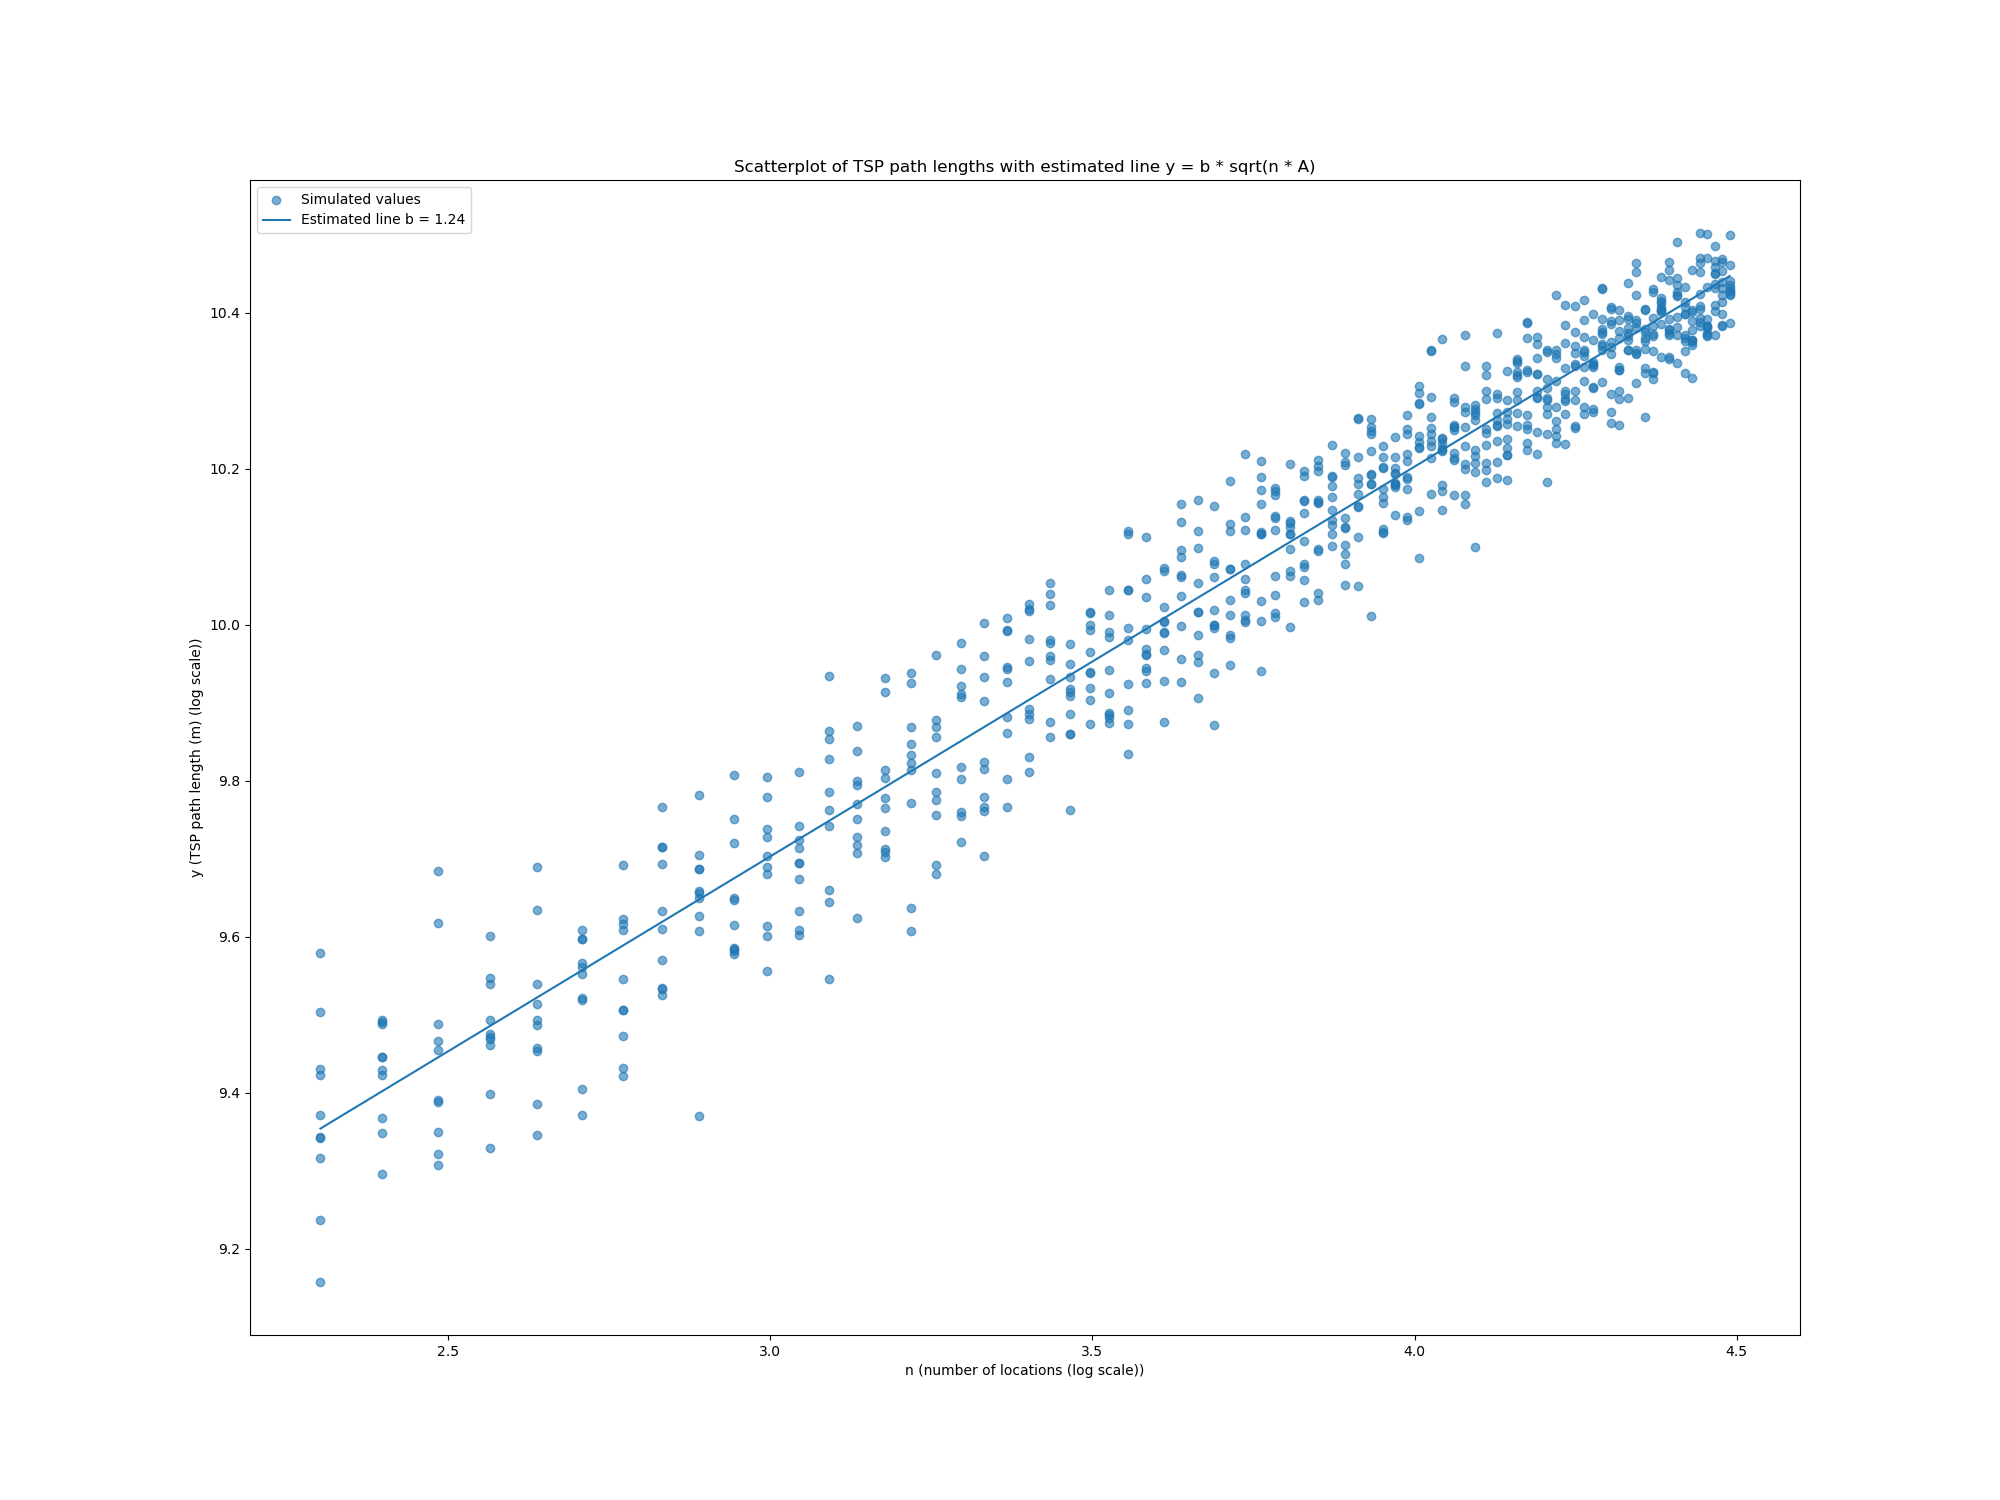 Scatterplot of TSP path lengths with estimated line y = b * sqrt(n * A)
Simulated values
Estimated line b = 1.24
10.4
10.2
10.0
9.8
9.6
9.4
9.2
y (TSP path length (m) (log scale))
2.5
3.0
3.5
4.0
4.5
n (number of locations (log scale))